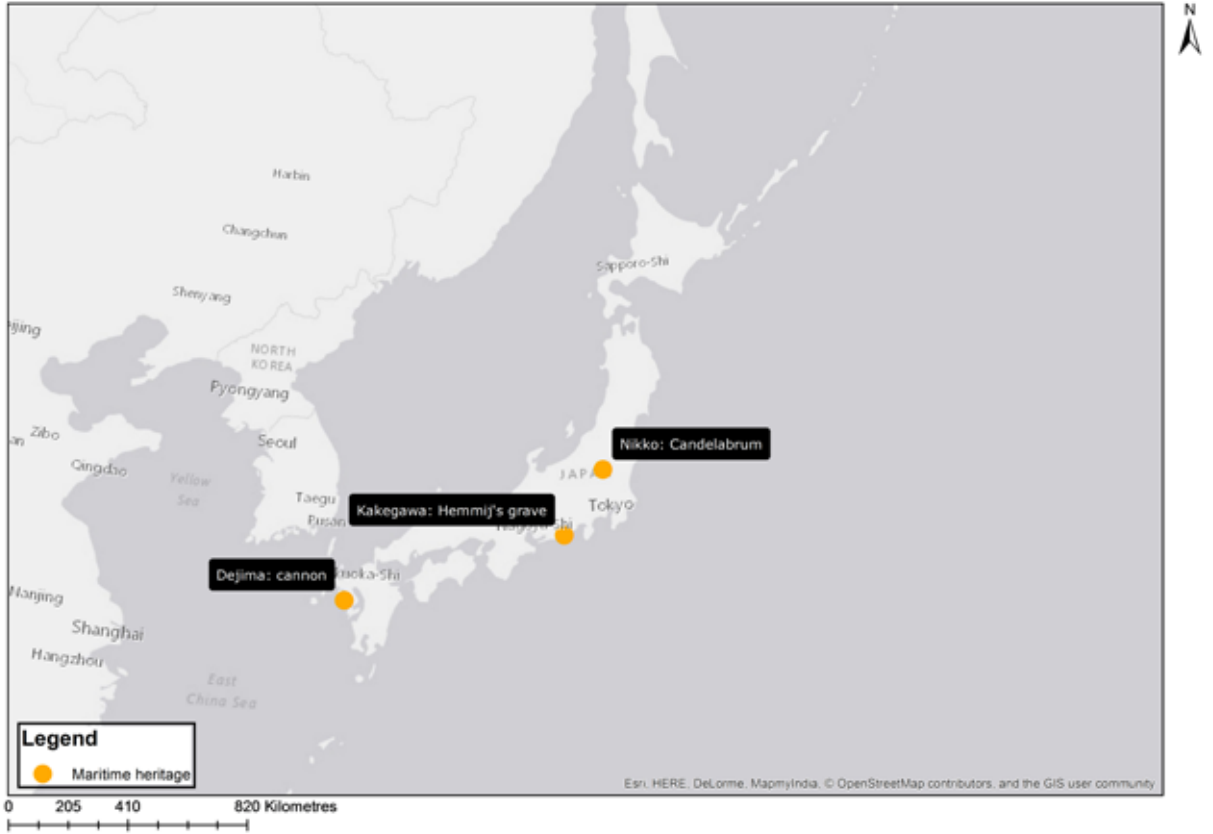 N
Harbin
Changchun
Sapporo-Shi
Shenyang
NORTH
KOREA
Pyongyang
Zibo
Seoul
Qingdao
Nikko: Candelabrum
Yellow
Sea
Taegu
Tokyo
Kakegawa: Hemmij's grave
Pusan
Dejima: cannon
Nanjing
Shanghai
Hangzhou
East
China Sea
Legend
Maritime heritage
Esri, HERE, DeLorme, MapmyIndia, © OpenStreetMap contributors, and the GIS user community
0 205 410 820 Kilometres